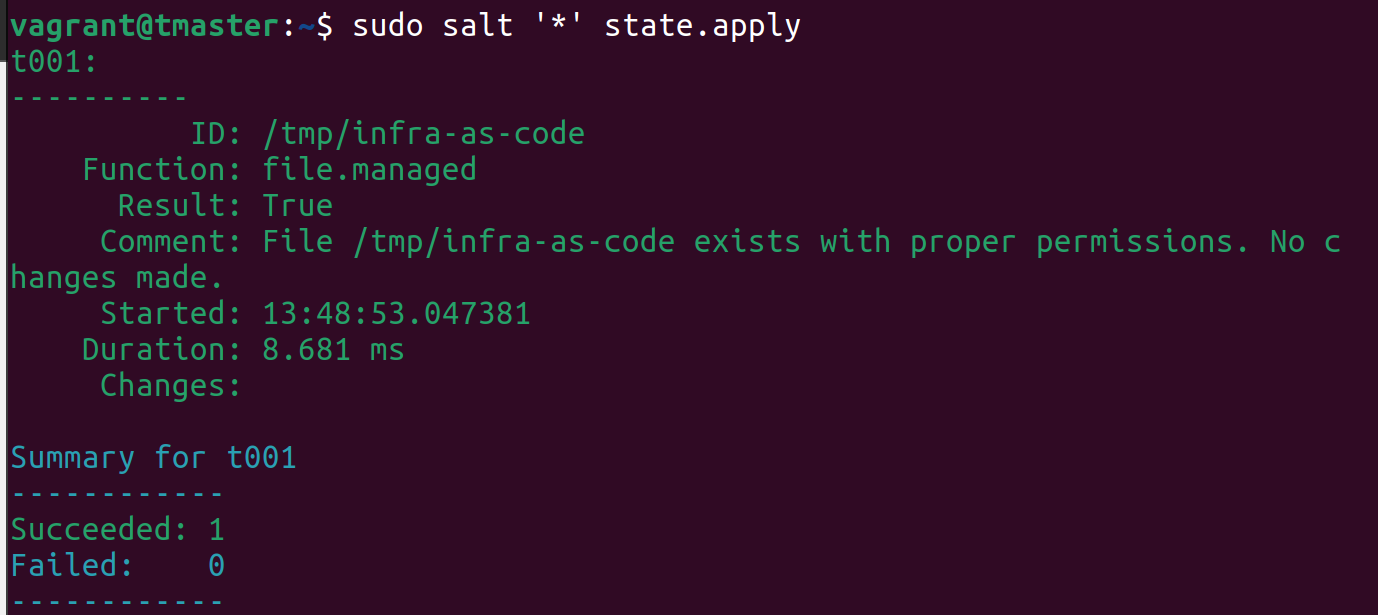 vagrant@tmaster:~$ sudo salt '*' state.apply
t001:
----------
          ID: /tmp/infra-as-code
    Function: file.managed
      Result: True
     Comment: File /tmp/infra-as-code exists with proper permissions. No c
hanges made.
     Started: 13:48:53.047381
    Duration: 8.681 ms
     Changes:

Summary for t001
------------
Succeeded: 1
Failed:    0
------------